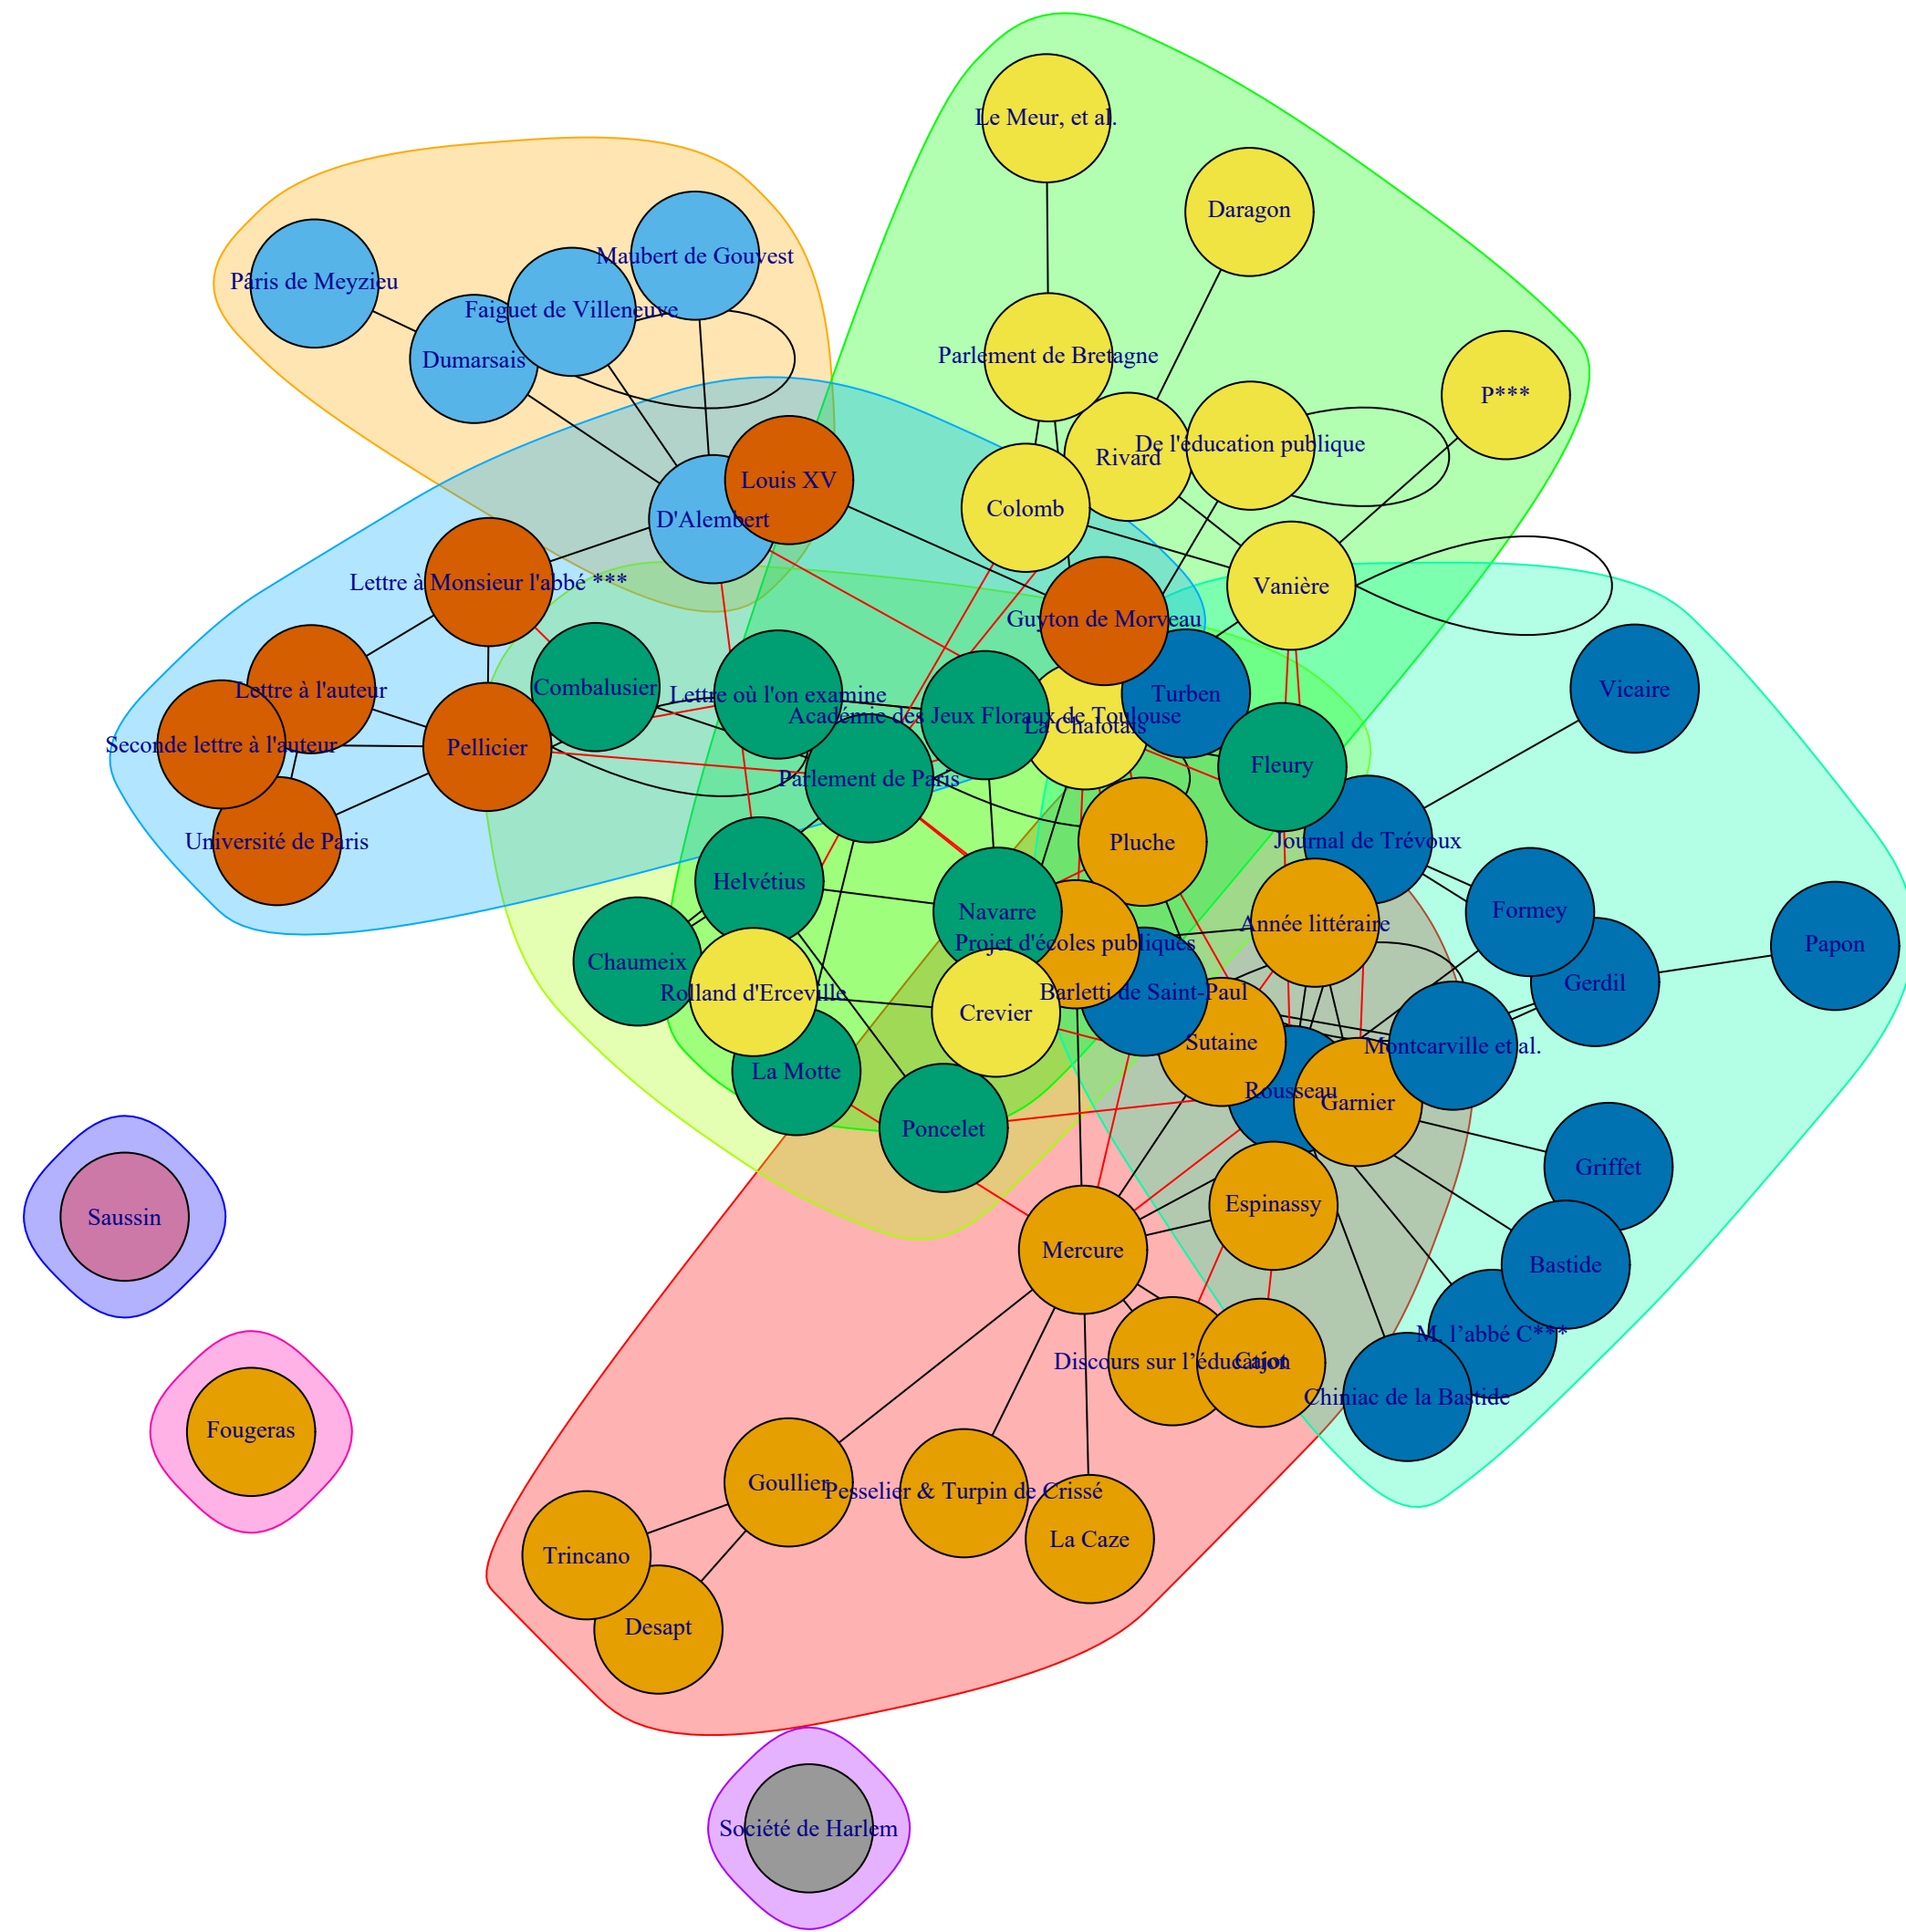 Le Meur, et al.
Daragon
Maubert de Gouvest
Pâris de Meyzieu
Faiguet de Villeneuve
Dumarsais
Parlement de Bretagne
P***
De l'éducation publique
Rivard
Louis XV
Colomb
D'Alembert
Lettre à Monsieur l'abbé ***
Vanière
Guyton de Morveau
Combalusier
Lettre où l'on examine
Turben
Vicaire
Lettre à l'auteur
Académie des Jeux Floraux de Toulouse
La Chalotais
Seconde lettre à l'auteur
Pellicier
Fleury
Parlement de Paris
Université de Paris
Pluche
Journal de Trévoux
Helvétius
Navarre
Formey
Année littéraire
Projet d'écoles publiques
Papon
Chaumeix
Rolland d'Erceville
Barletti de Saint-Paul
Gerdil
Crevier
Sutaine
Montcarville et al.
La Motte
Rousseau
Garnier
Poncelet
Griffet
Espinassy
Saussin
Mercure
Bastide
M. l’abbé C***
Discours sur l’éducation
Cajot
Chiniac de la Bastide
Fougeras
Goullier
Pesselier & Turpin de Crissé
La Caze
Trincano
Desapt
Société de Harlem